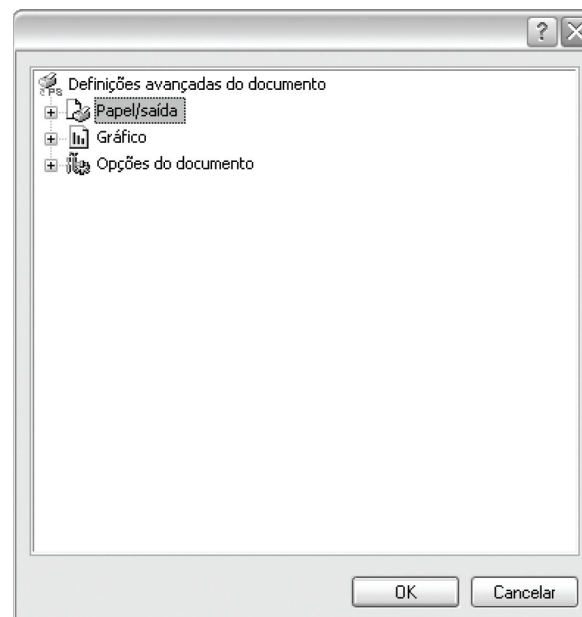 Definições avançadas do documento
Papel/saída
Gráfico
Opções do documento
OK Cancelar